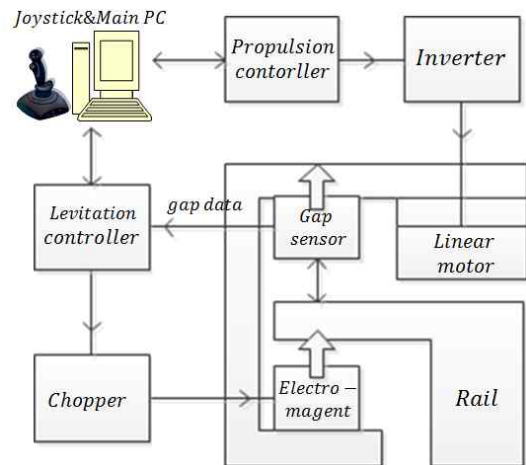 Joystick&Main PC
Propulsion
contorller
Inverter
Levitation
controller
gap data
Gap
sensor
Linear
motor
Chopper
Electro −
magent
Rail